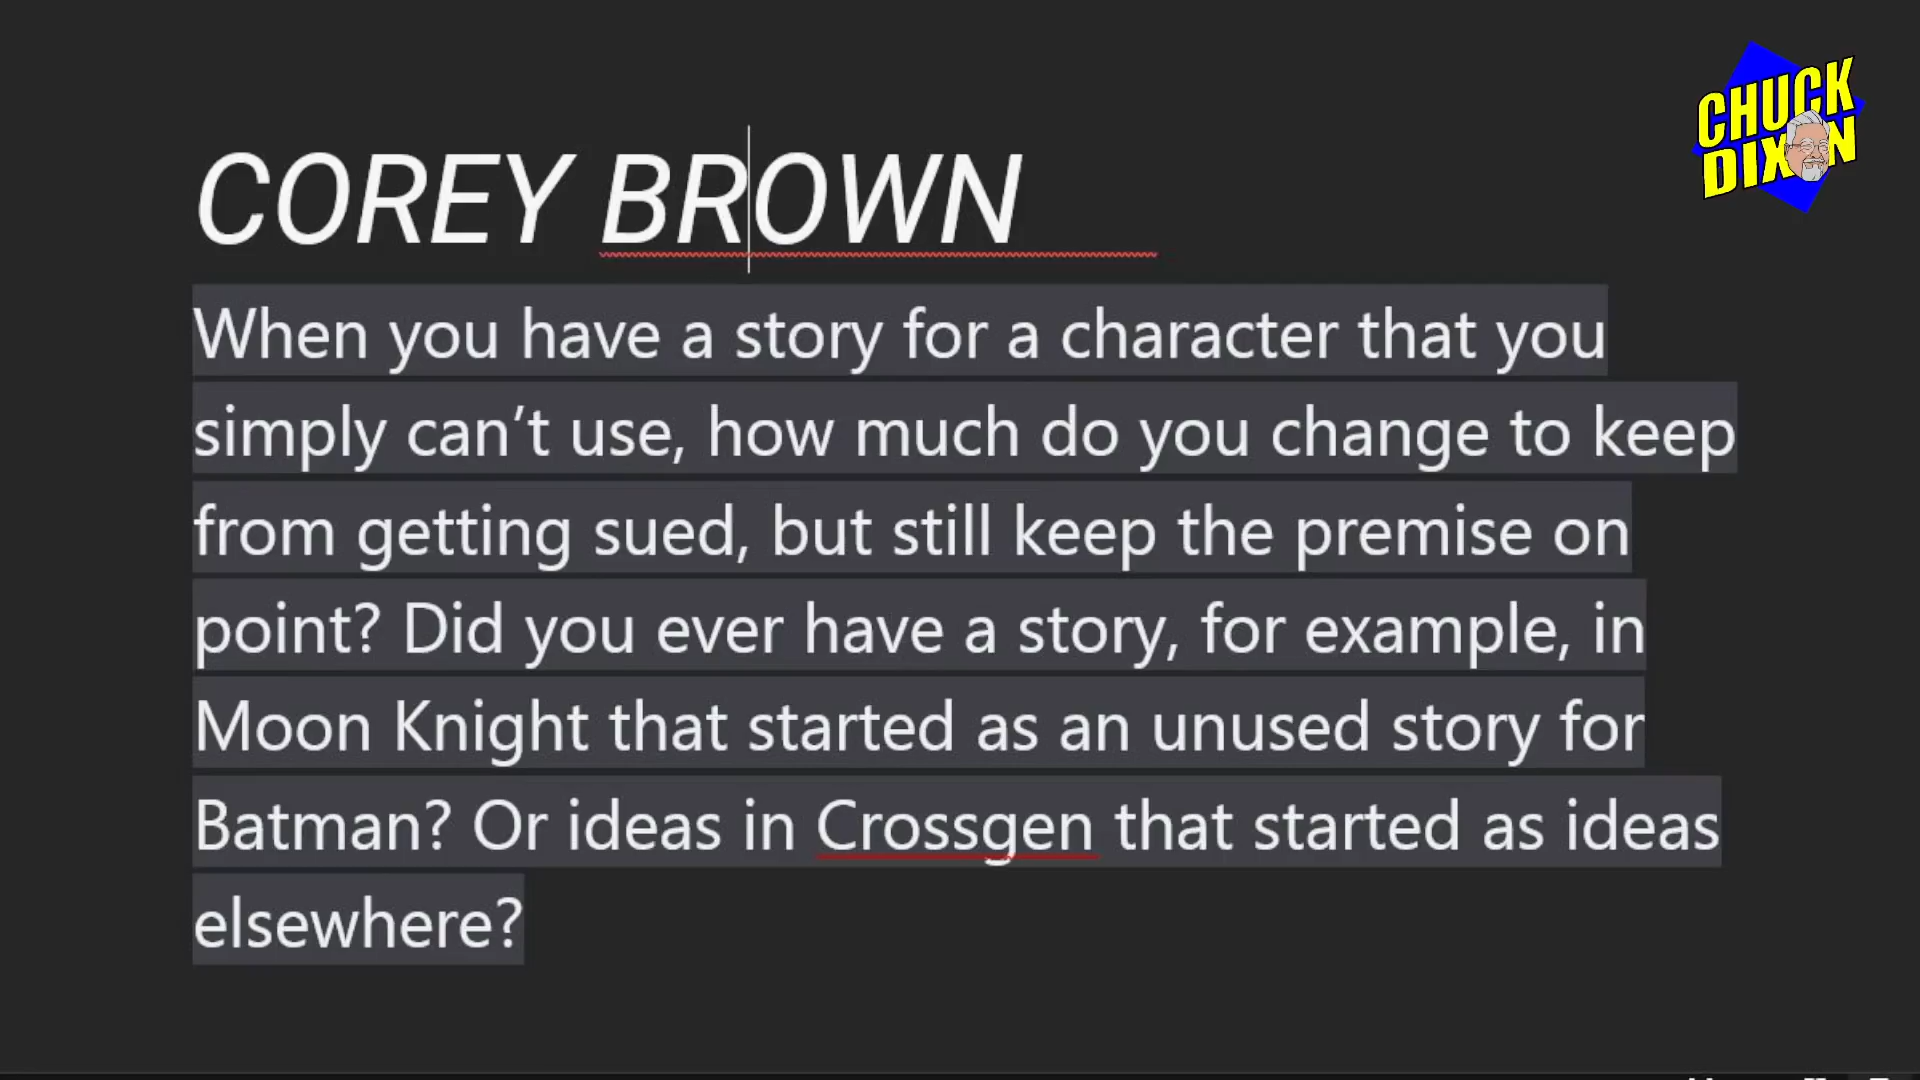 CHUCK
DIXON
COREY BROWN
When you have a story for a character that you
simply can’t use, how much do you change to keep
from getting sued, but still keep the premise on
point? Did you ever have a story, for example, in
Moon Knight that started as an unused story for
Batman? Or ideas in Crossgen that started as ideas
elsewhere?